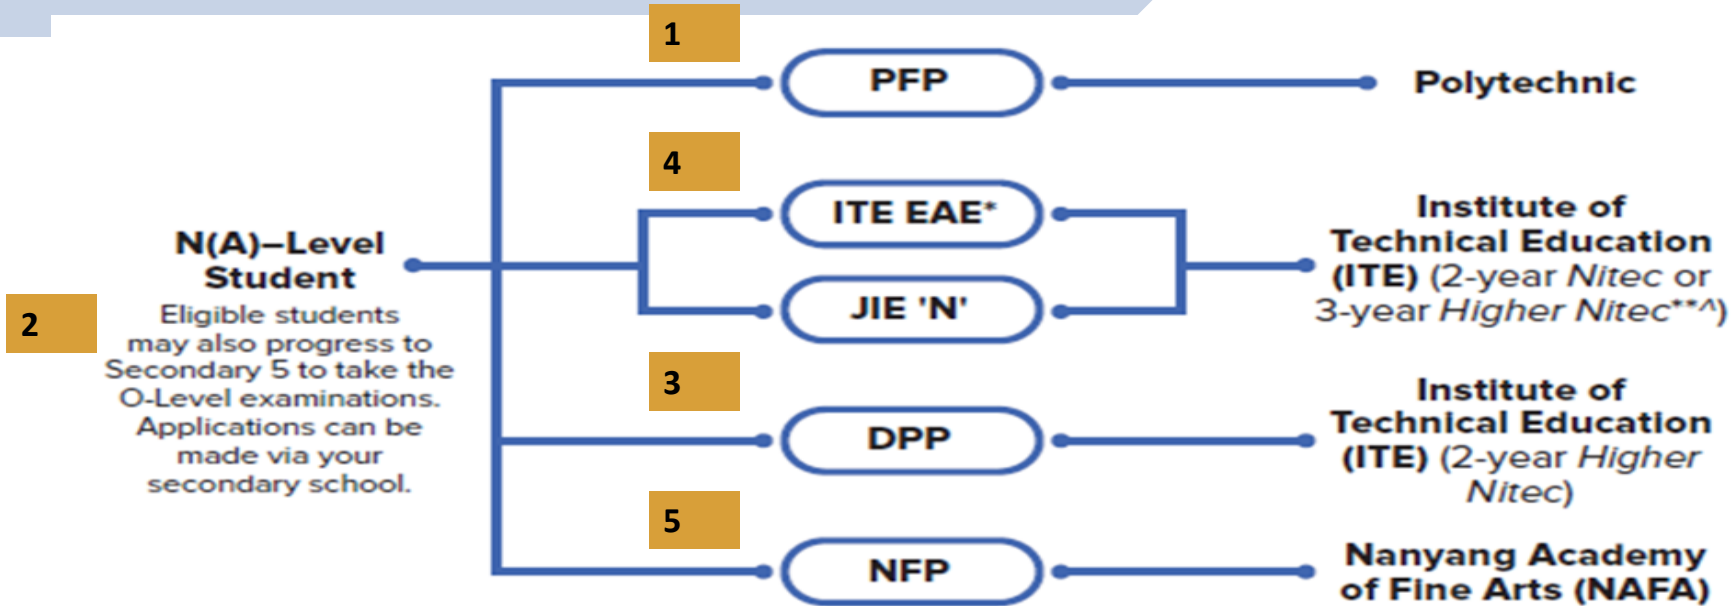 1
PFP
Polytechnic
4
ITE EAE*
JIE 'N'
Institute of
Technical Education
(ITE) (2-year Nitec or
3-year Higher Nitec**^)
N(A)–Level
Student
2
Eligible students
may also progress to
Secondary 5 to take the
O-Level examinations.
Applications can be
made via your
secondary school.
3
DPP
Institute of
Technical Education
(ITE) (2-year Higher
Nitec)
5
NFP
Nanyang Academy
of Fine Arts (NAFA)